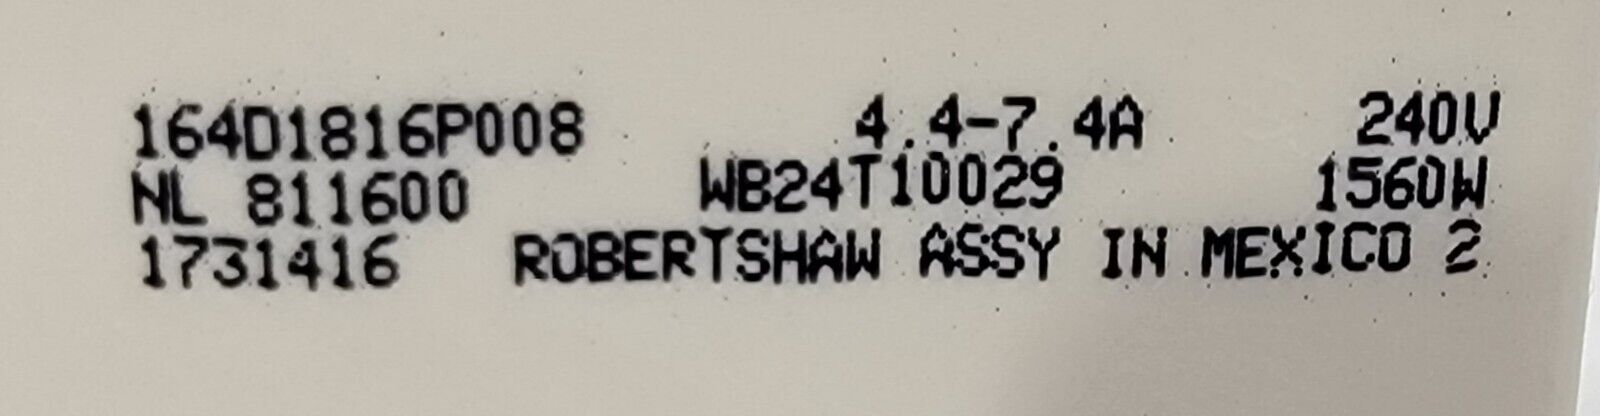 164D1816P008 4.4-7.4A 240V
NL 811600 WB24T10029 1560W
1731416 ROBERTSHAW ASSY IN MEXICO 2